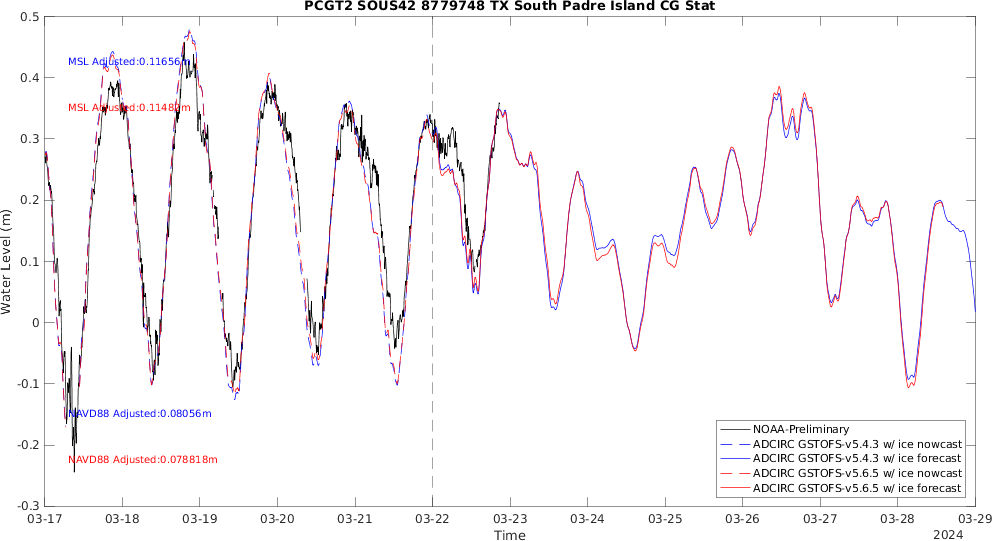 PCGT2 SOUS42 8779748 TX South Padre Island CG Stat
0.5
0.4
0.3
0.2
0.1
0
-0.1
-0.2
-0.3
Water Level (m)
MSL Adjusted:0.11656m
MSL Adjusted:0.11483m
NAVD88 Adjusted:0.08056m
NAVD88 Adjusted:0.078818m
NOAA-Preliminary
ADCIRC GSTOFS-v5.4.3 w/ ice nowcast
ADCIRC GSTOFS-v5.4.3 w/ ice forecast
ADCIRC GSTOFS-v5.6.5 w/ ice nowcast
ADCIRC GSTOFS-v5.6.5 w/ ice forecast
03-17 03-18 03-19 03-20 03-21 03-22 03-23 03-24 03-25 03-26 03-27 03-28 03-29
Time
2024